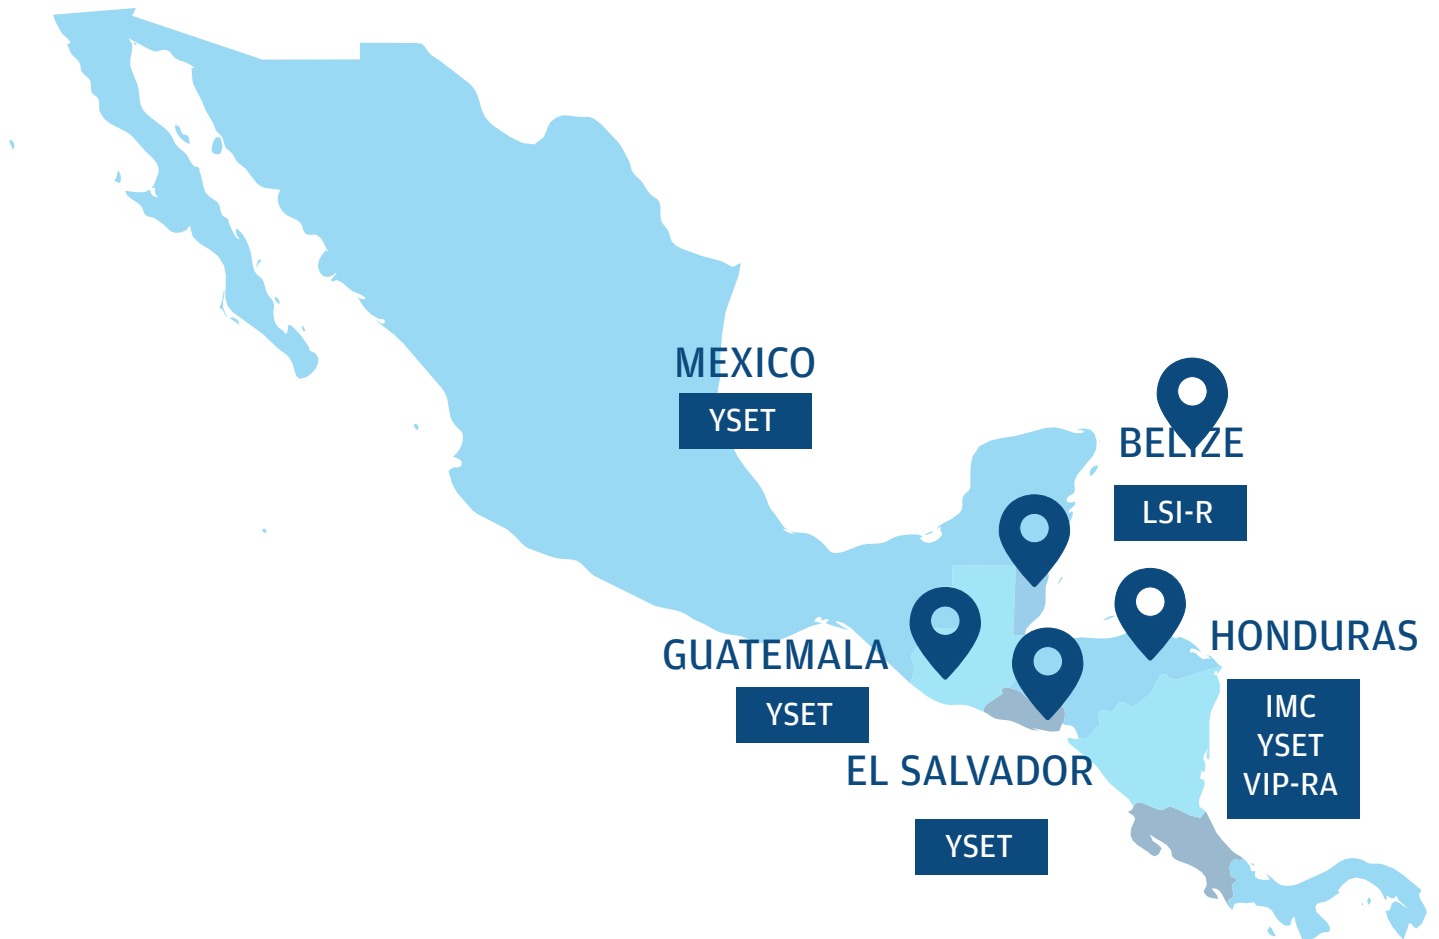 MEXICO
YSET
BELIZE
LSI-R
GUATEMALA
YSET
HONDURAS
IMC
YSET
VIP-RA
EL SALVADOR
YSET